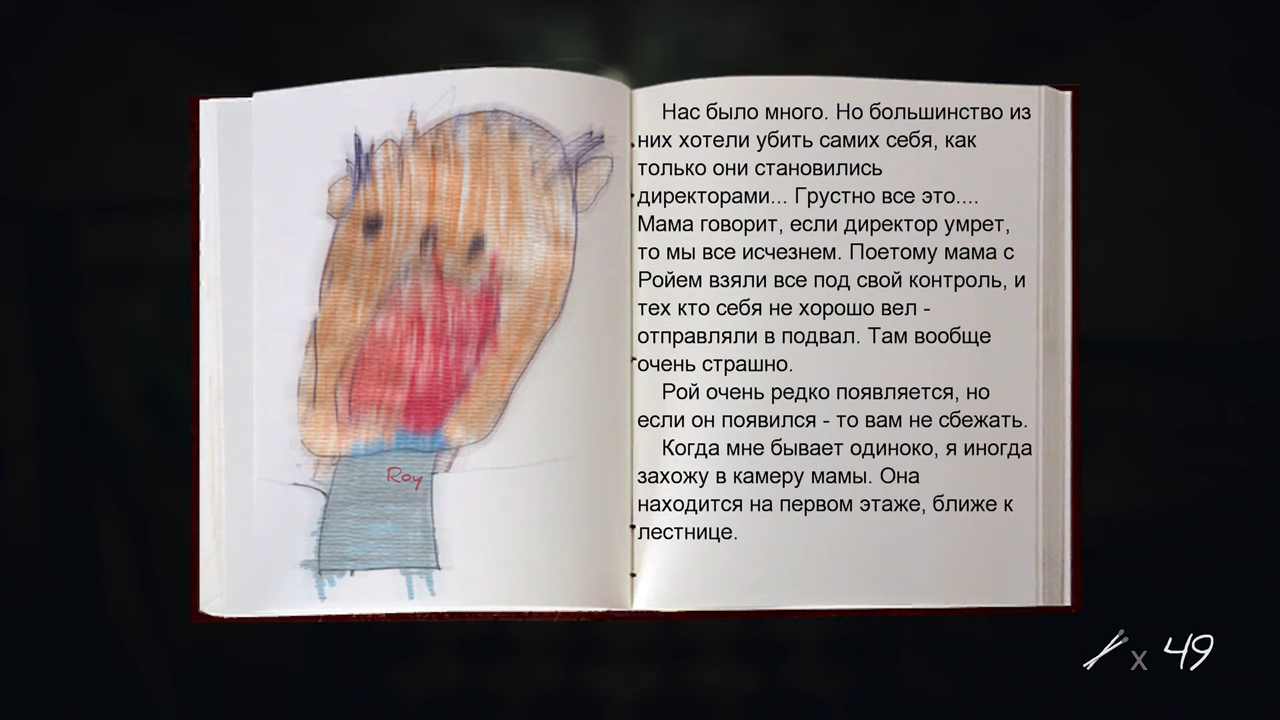 Roy
Нас было много. Но большинство из
них хотели убить самих себя, как
только они становились
директорами... Грустно все это....
Мама говорит, если директор умрет,
то мы все исчезнем. Поетому мама с
Ройем взяли все под свой контроль, и
тех кто себя не хорошо вел -
отправляли в подвал. Там вообще
очень страшно.
Рой очень редко появляется, но
если он появился - то вам не сбежать.
Когда мне бывает одиноко, я иногда
захожу в камеру мамы. Она
находится на первом этаже, ближе к
лестнице.
x 49